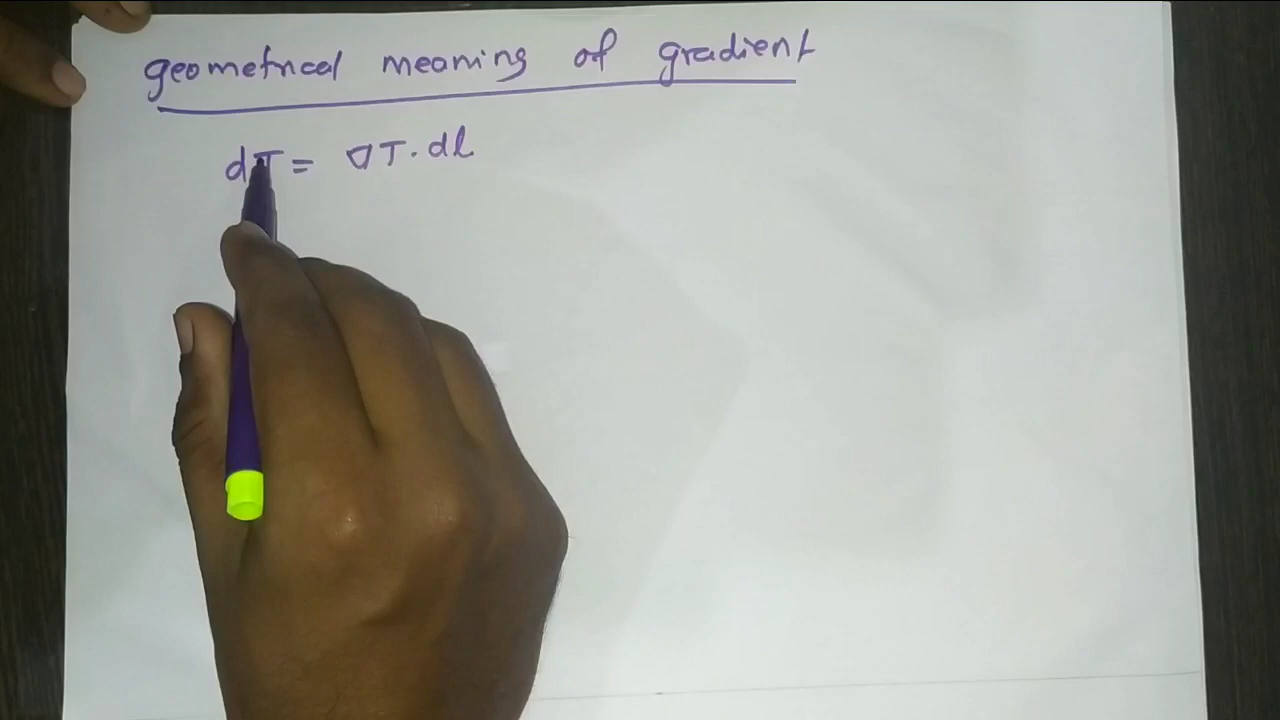 geometrical meaning of gradient
dT = ∇T . dl